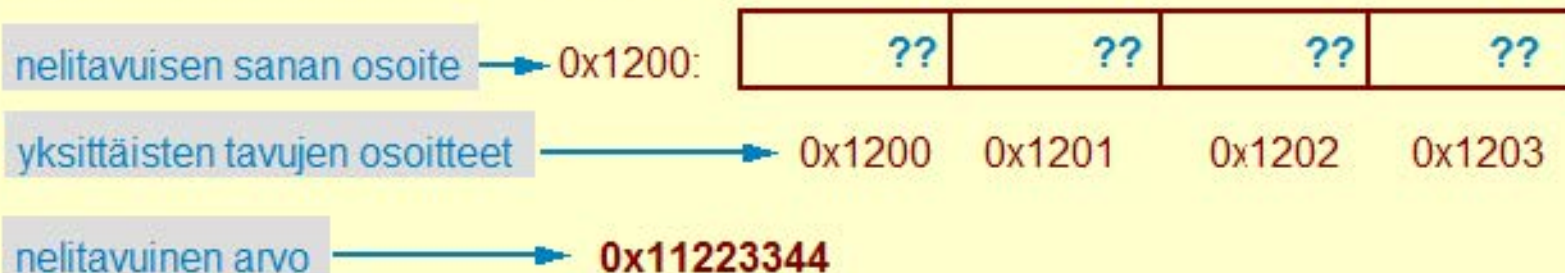 nelitavuisen sanan osoite 0x1200: ?? ?? ?? ??
yksittäisten tavujen osoitteet 0x1200 0x1201 0x1202 0x1203
nelitavuinen arvo 0x11223344